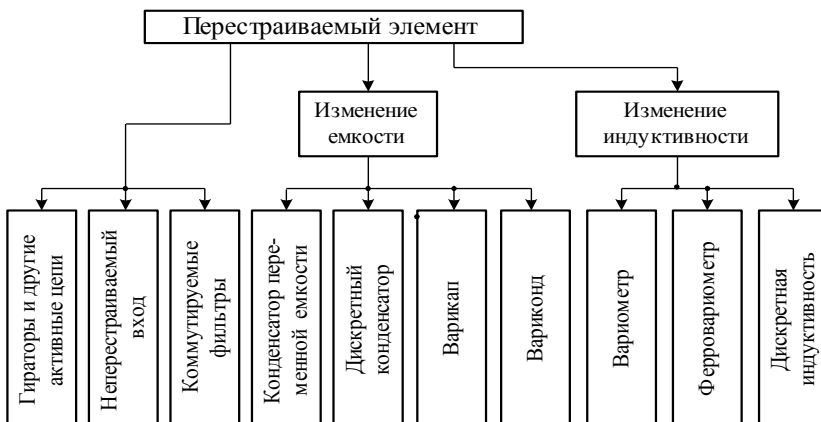 Перестраиваемый элемент
Изменение
емкости
Изменение
индуктивности
Гираторы и другие
активные цепи
Неперестраиваемый
вход
Коммутируемые
фильтры
Конденсатор пере-
менной емкости
Дискретный
конденсатор
Варикап
Вариконд
Вариометр
Ферровариометр
Дискретная
индуктивность